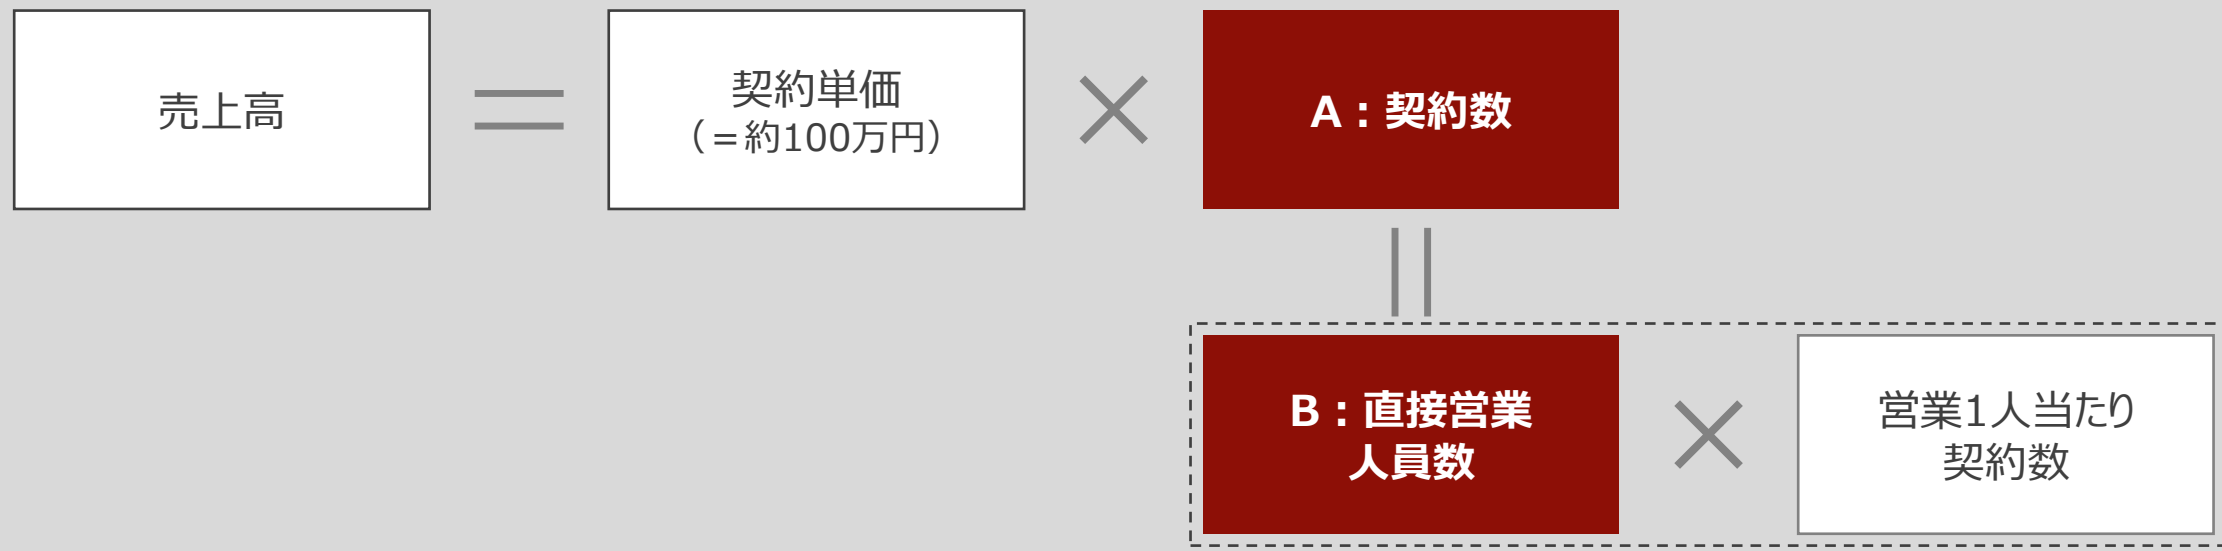 売上高
契約単価
（＝約100万円）
A：契約数
B：直接営業
人員数
営業1人当たり
契約数